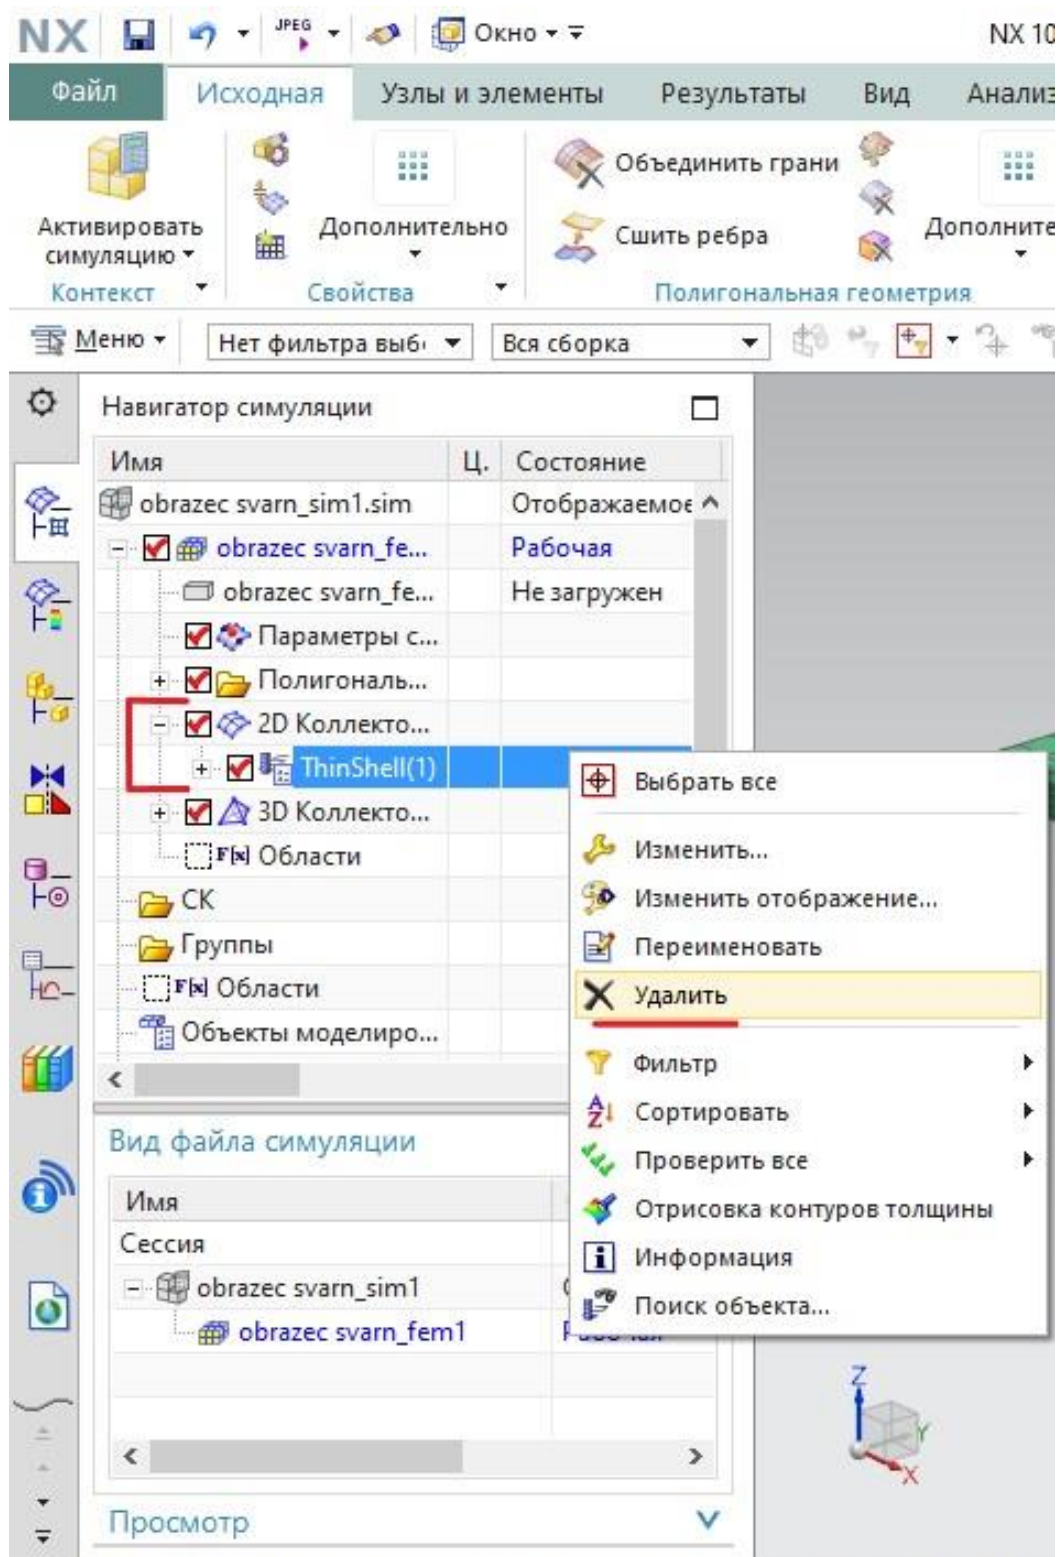 NX JPEG Окно NX 10
Файл Исходная Узлы и элементы Результаты Вид Анализ
Объединить грани
Активировать симуляцию
Дополнительно
Сшить ребра
Дополните
Контекст Свойства Полигональная геометрия
Меню Нет фильтра выб Вся сборка
Навигатор симуляции
Имя Ц. Состояние
obrazec svarn_sim1.sim Отображаемое
obrazec svarn_fe... Рабочая
obrazec svarn_fe... Не загружен
Параметры с...
Полигональ...
2D Коллекто...
ThinShell(1)
3D Коллекто...
F[x] Области
СК
Группы
F[x] Области
Объекты моделиро...
Выбрать все
Изменить...
Изменить отображение...
Переименовать
Удалить
Фильтр
Сортировать
Проверить все
Отрисовка контуров толщины
Информация
Поиск объекта...
Вид файла симуляции
Имя
Сессия
obrazec svarn_sim1
obrazec svarn_fem1
Просмотр
Z
Y
X